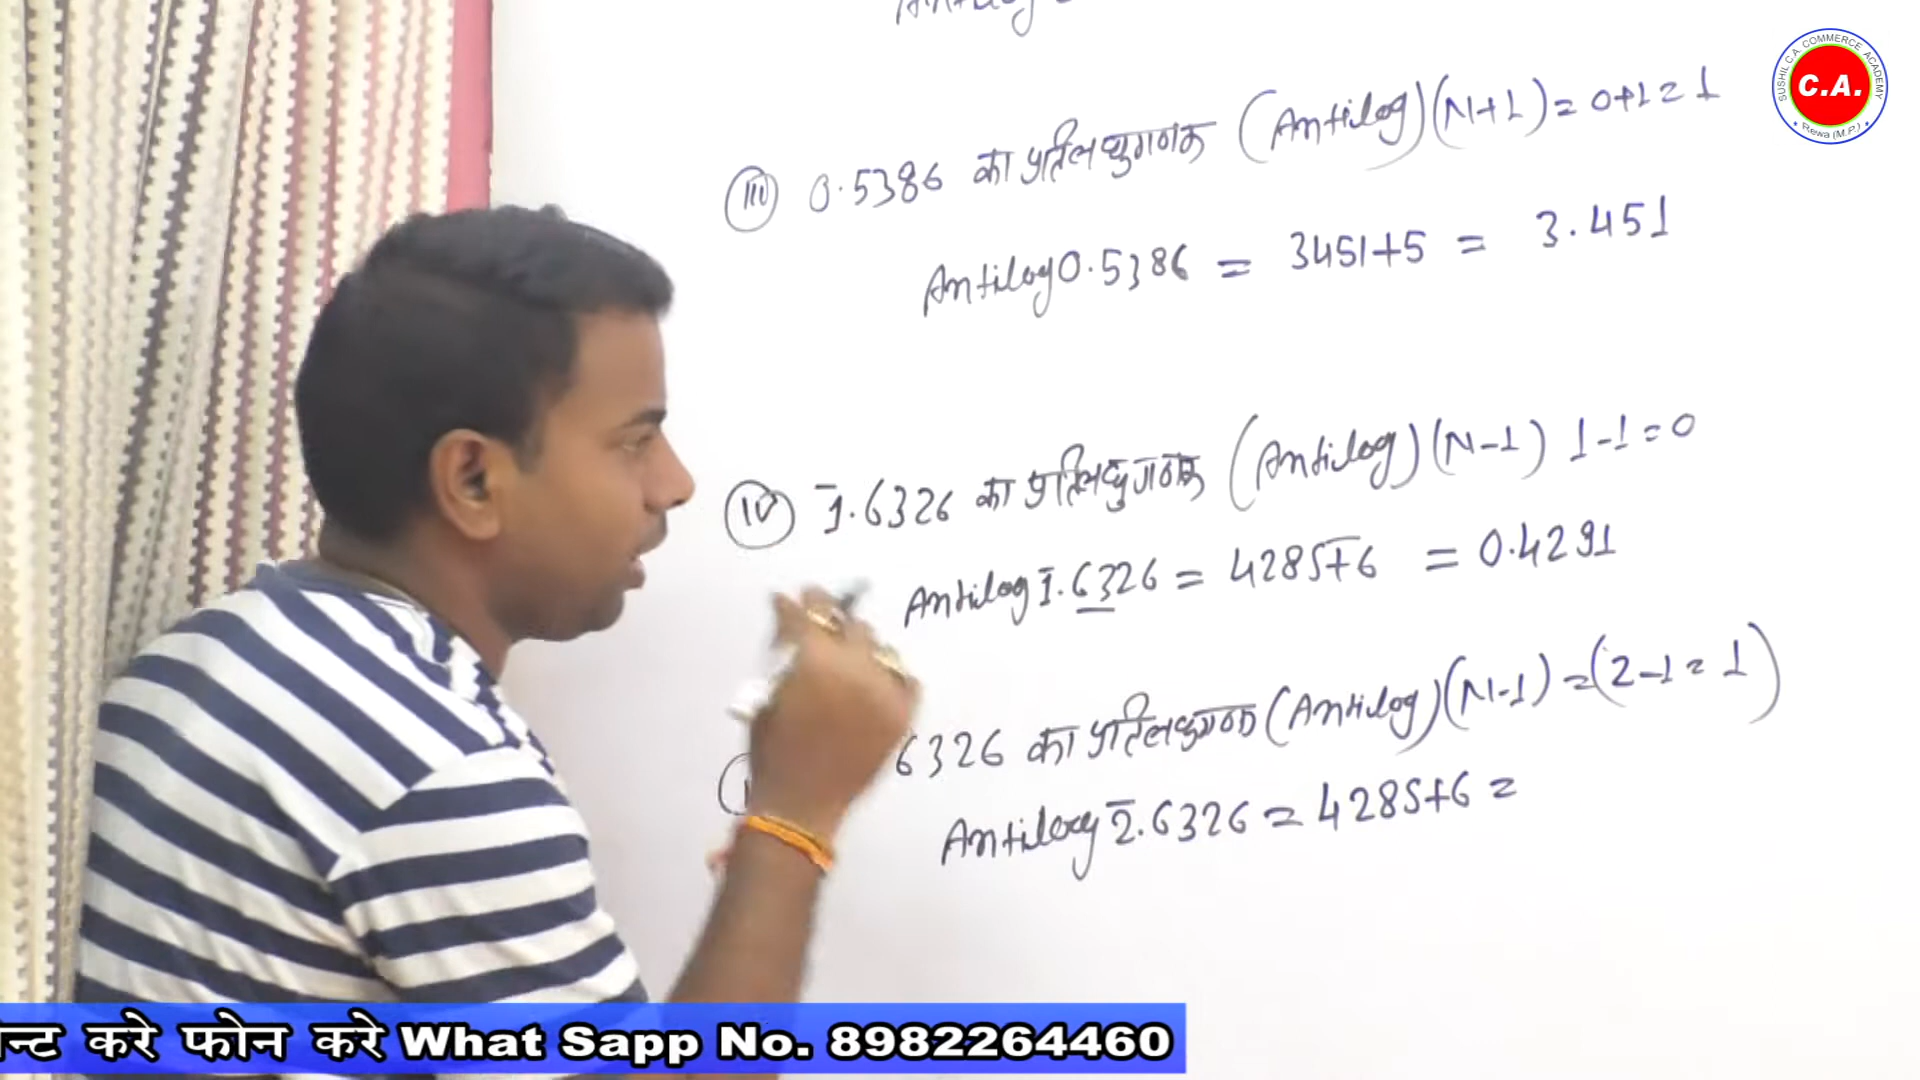 SUSHIL C.A. COMMERCE ACADEMY
C.A.
Rewa (M.P.)
Antilog
(III) 0.5386 का प्रतिलघुगणक (Antilog) (N+1) = 0+1 = 1
Antilog 0.5386 = 3451+5 = 3.451
(IV) 1̄.6326 का प्रतिलघुगणक (Antilog) (N-1) 1-1=0
Antilog 1̄.6326 = 4285+6 = 0.4291
6326 का प्रतिलघुगणक (Antilog) (N-1) = (2-1=1)
Antilog 2̄.6326 = 4285+6 =
करे फोन करे What Sapp No. 8982264460